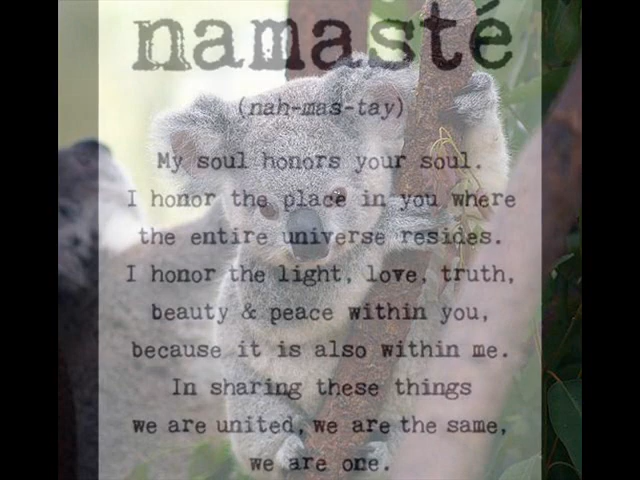 namasté
(nah-mas-tay)
My soul honors your soul.
I honor the place in you where
the entire universe resides.
I honor the light, love, truth,
beauty & peace within you,
because it is also within me.
In sharing these things
we are united, we are the same,
we are one.